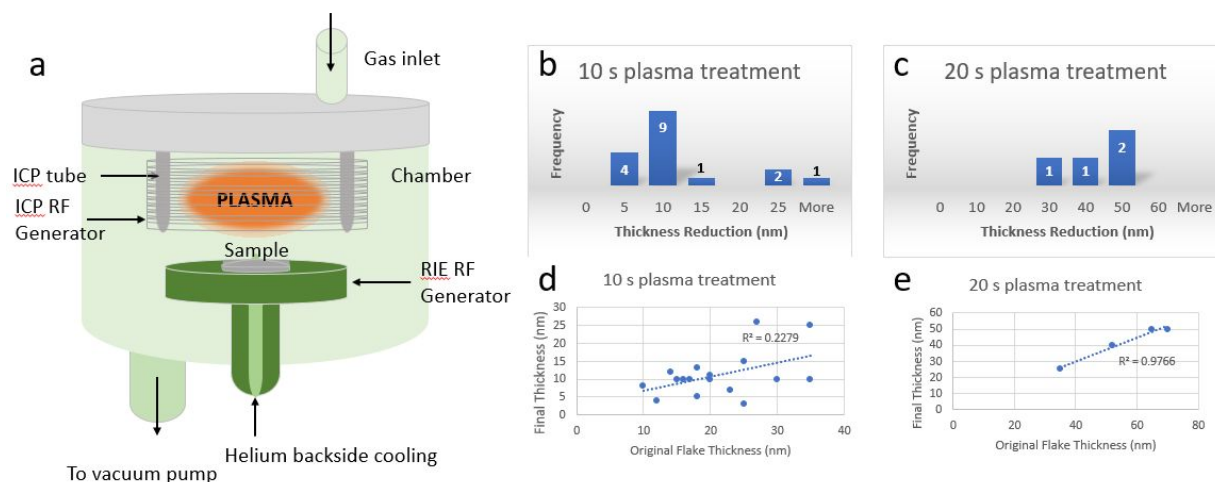 a
Gas inlet
ICP tube
ICP RF
Generator
PLASMA
Chamber
Sample
RIE RF
Generator
Helium backside cooling
To vacuum pump
b
10 s plasma treatment
Frequency
4
9
1
2
1
0 5 10 15 20 25 More
Thickness Reduction (nm)
c
20 s plasma treatment
Frequency
1
1
2
0 10 20 30 40 50 60 More
Thickness Reduction (nm)
d
10 s plasma treatment
Final Thickness (nm)
30
25
20
15
10
5
0
R² = 0.2279
0 10 20 30 40
Original Flake Thickness (nm)
e
20 s plasma treatment
Final Thickness (nm)
50
40
30
20
10
0
R² = 0.9766
0 20 40 60 80
Original Flake Thickness (nm)